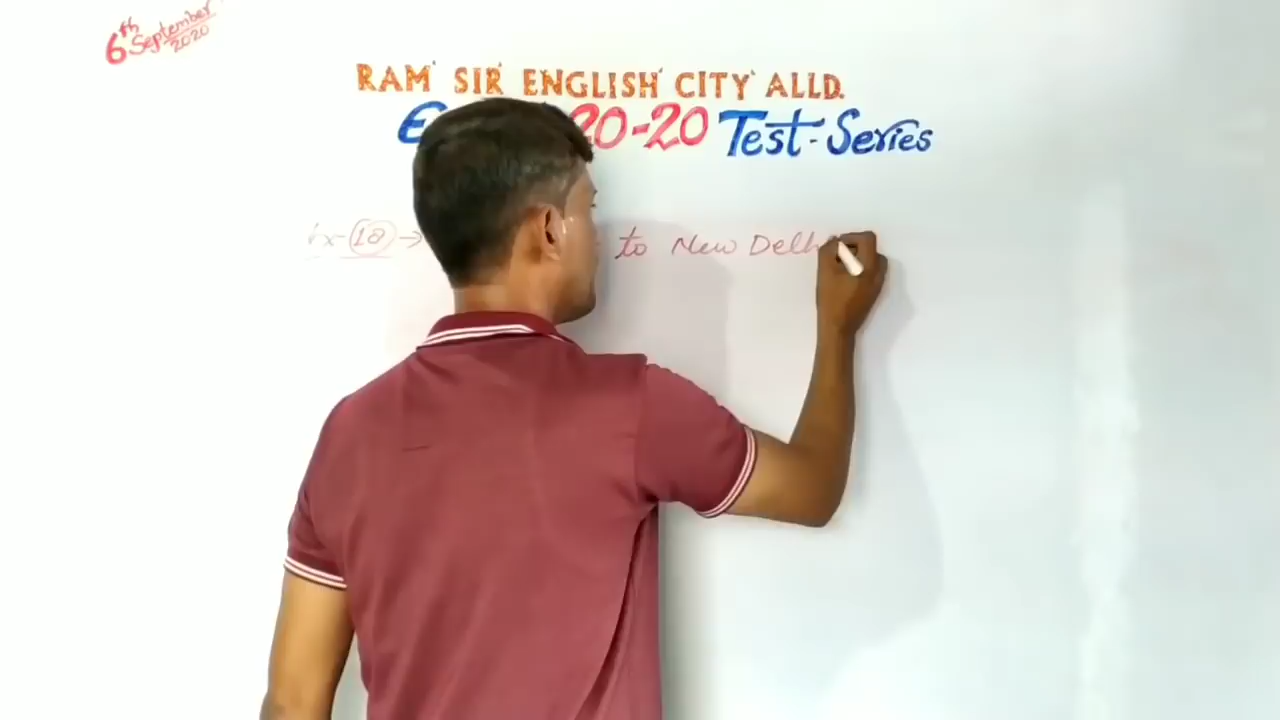 6th September 2020
RAM SIR ENGLISH CITY ALLD.
20-20 Test-Series
Ex-(18) → to New Delh